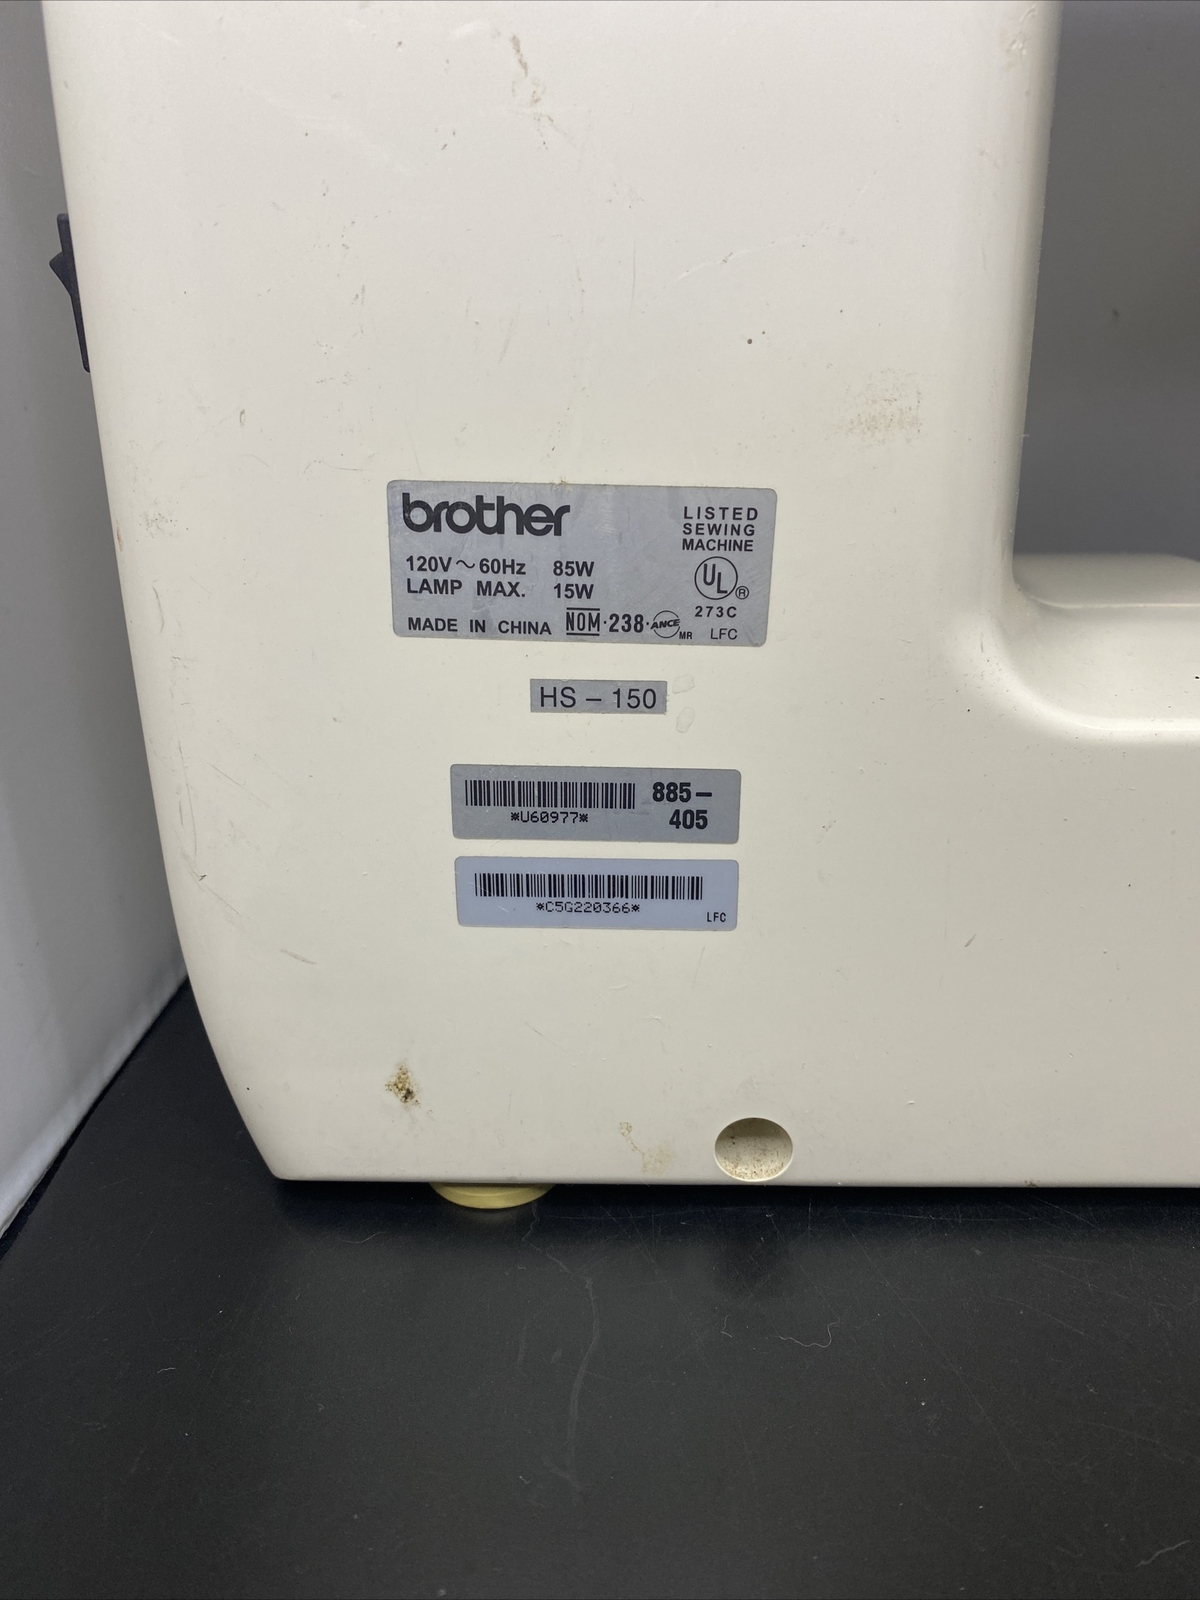 brother
LISTED
SEWING
MACHINE
120V ~ 60Hz 85W
LAMP MAX. 15W
UL ®
273C
MADE IN CHINA NOM·238·ANCE MR LFC
HS – 150
885–
405
*U60977*
*C5G220366*
LFC